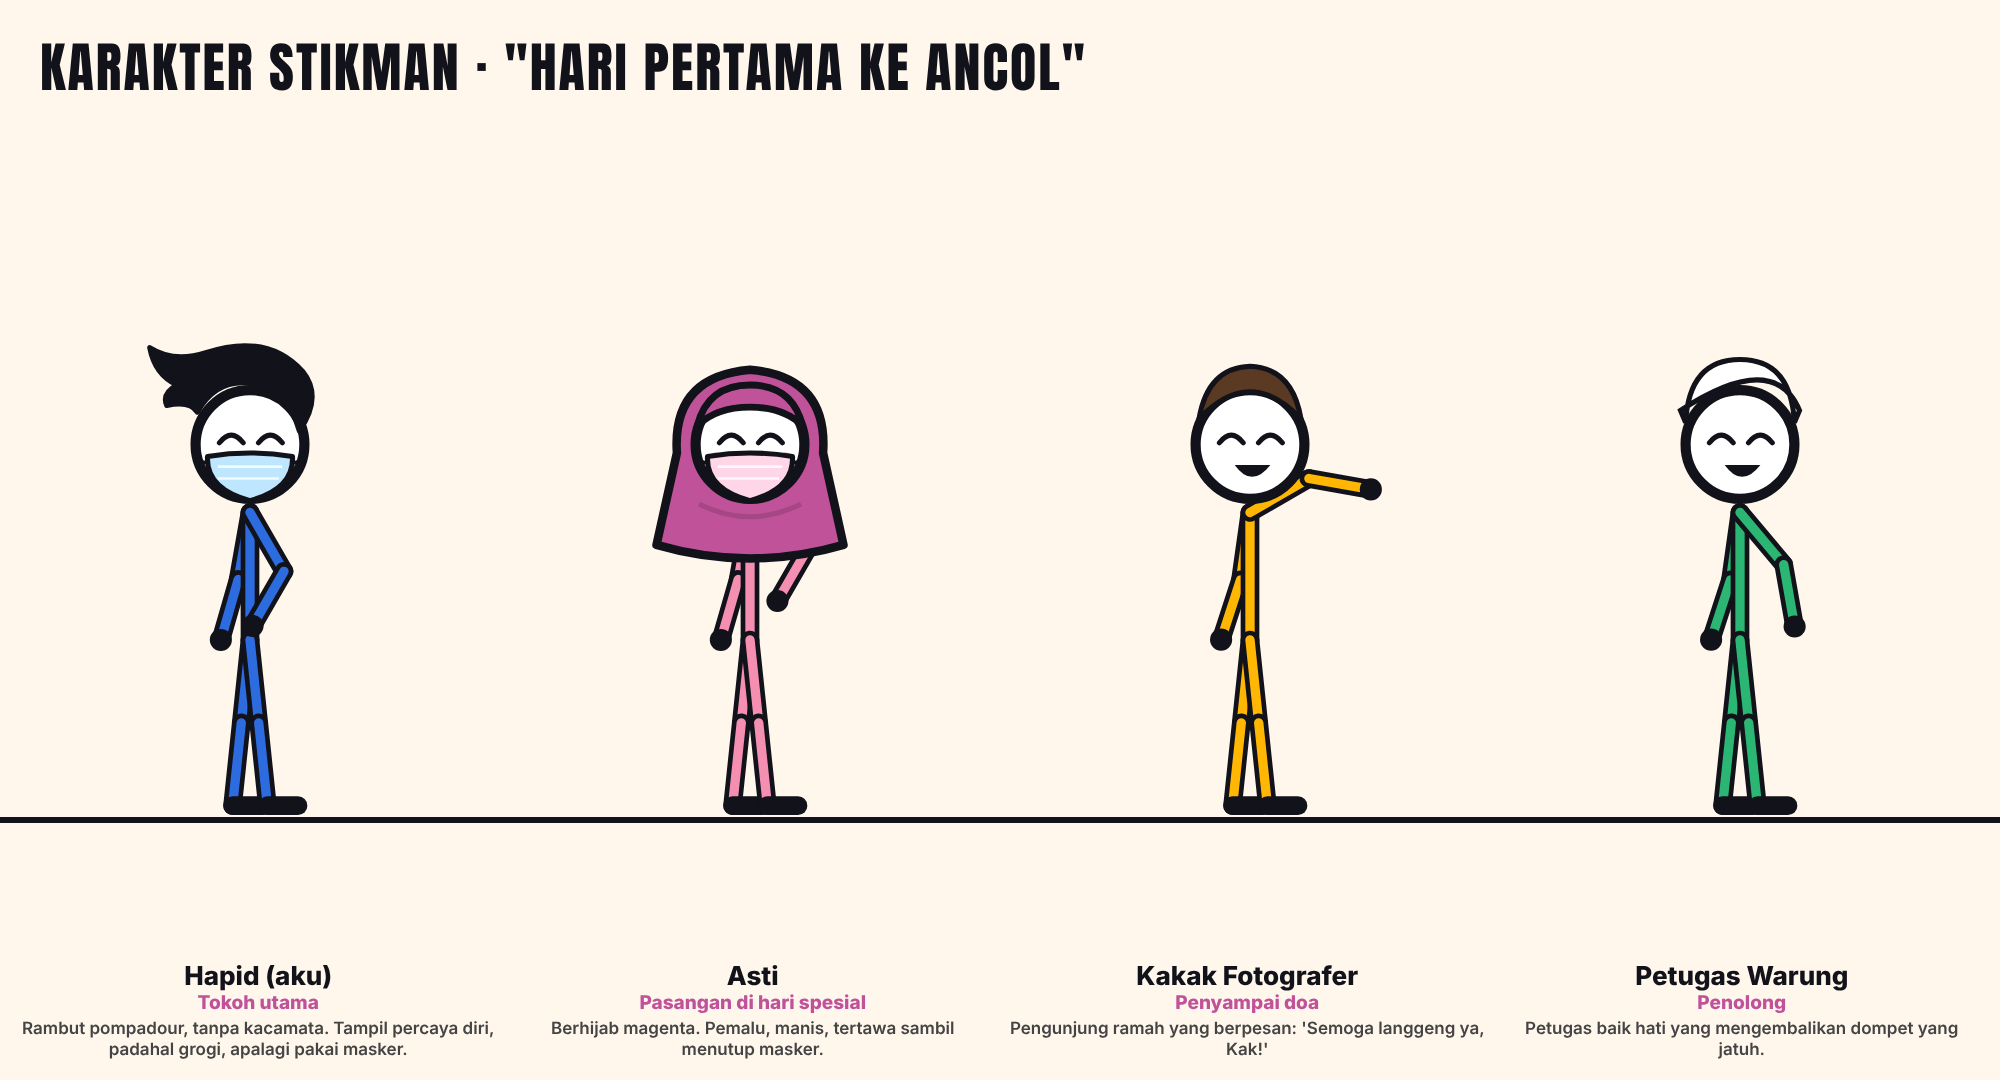 KARAKTER STIKMAN · "HARI PERTAMA KE ANCOL"
Hapid (aku)
Tokoh utama
Rambut pompadour, tanpa kacamata. Tampil percaya diri,
padahal grogi, apalagi pakai masker.
Asti
Pasangan di hari spesial
Berhijab magenta. Pemalu, manis, tertawa sambil
menutup masker.
Kakak Fotografer
Penyampai doa
Pengunjung ramah yang berpesan: 'Semoga langgeng ya,
Kak!'
Petugas Warung
Penolong
Petugas baik hati yang mengembalikan dompet yang
jatuh.